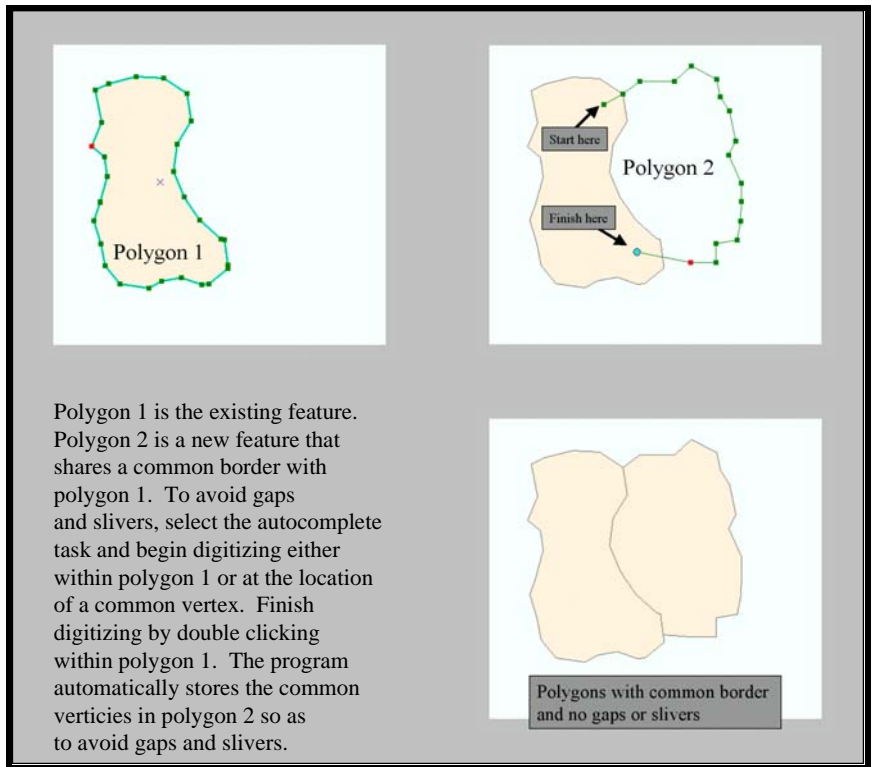 Polygon 1
Start here
Polygon 2
Finish here
Polygon 1 is the existing feature.
Polygon 2 is a new feature that
shares a common border with
polygon 1.  To avoid gaps
and slivers, select the autocomplete
task and begin digitizing either
within polygon 1 or at the location
of a common vertex.  Finish
digitizing by double clicking
within polygon 1.  The program
automatically stores the common
verticies in polygon 2 so as
to avoid gaps and slivers.
Polygons with common border
and no gaps or slivers